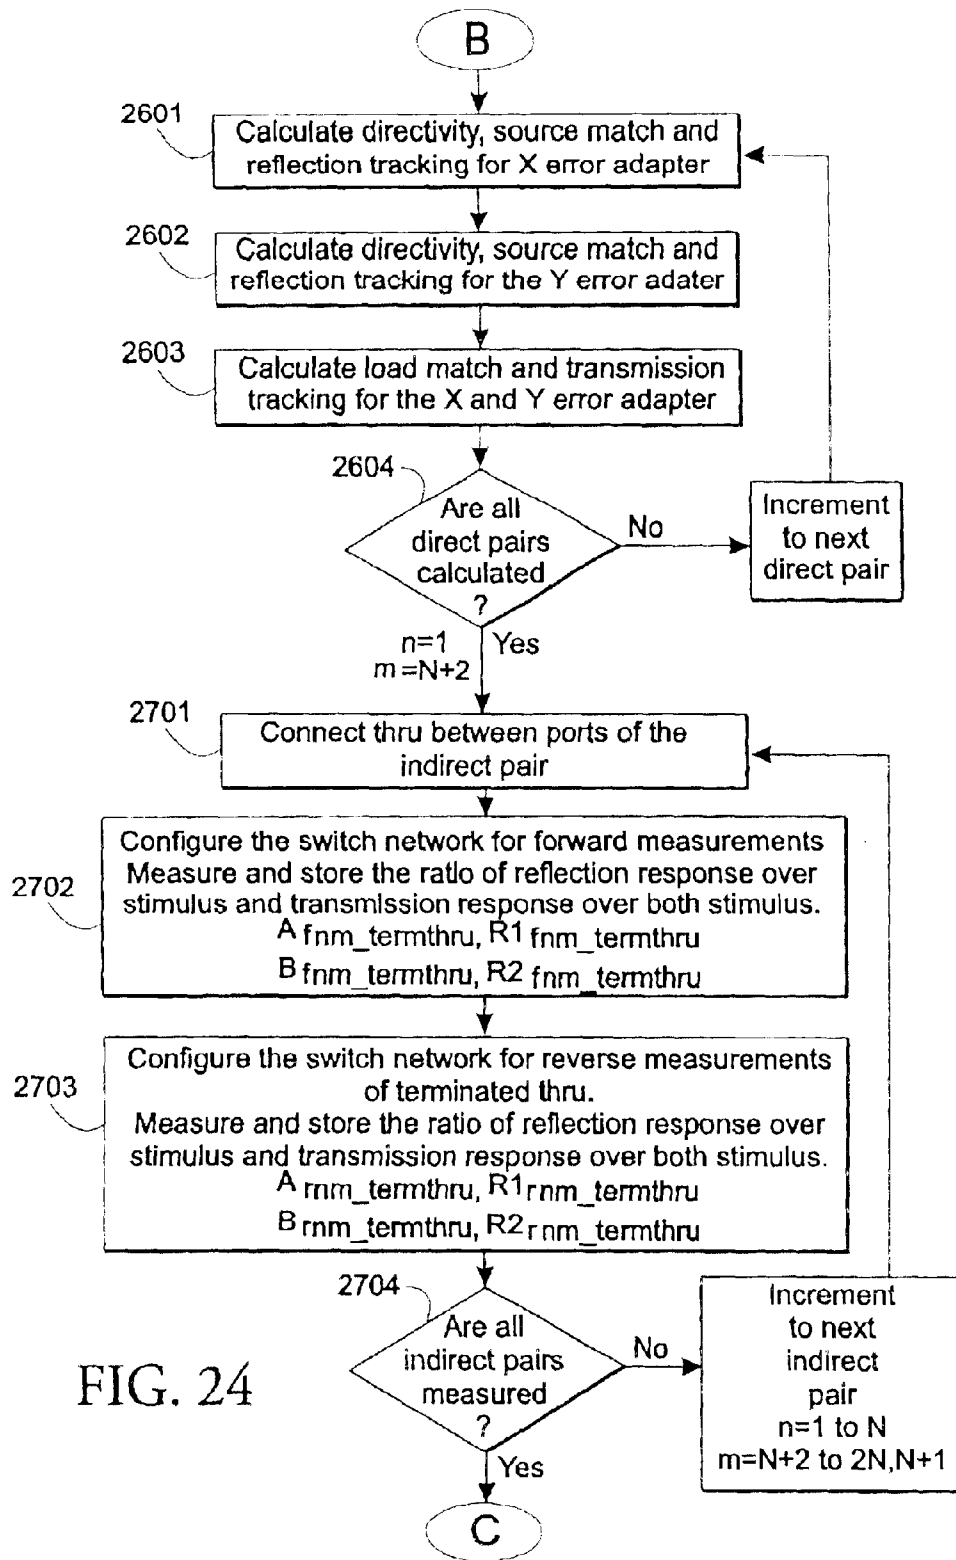 B
2601
Calculate directivity, source match and
reflection tracking for X error adapter
2602
Calculate directivity, source match and
reflection tracking for the Y error adater
2603
Calculate load match and transmission
tracking for the X and Y error adapter
2604
Are all
direct pairs
calculated
?
No
Increment
to next
direct pair
n=1
m=N+2
Yes
2701
Connect thru between ports of the
indirect pair
2702
Configure the switch network for forward measurements
Measure and store the ratio of reflection response over
stimulus and transmission response over both stimulus.
A fnm_termthru, R1 fnm_termthru
B fnm_termthru, R2 fnm_termthru
2703
Configure the switch network for reverse measurements
of terminated thru.
Measure and store the ratio of reflection response over
stimulus and transmission response over both stimulus.
A rnm_termthru, R1 rnm_termthru
B rnm_termthru, R2 rnm_termthru
2704
Are all
indirect pairs
measured
?
No
Increment
to next
indirect
pair
n=1 to N
m=N+2 to 2N,N+1
Yes
C
FIG. 24